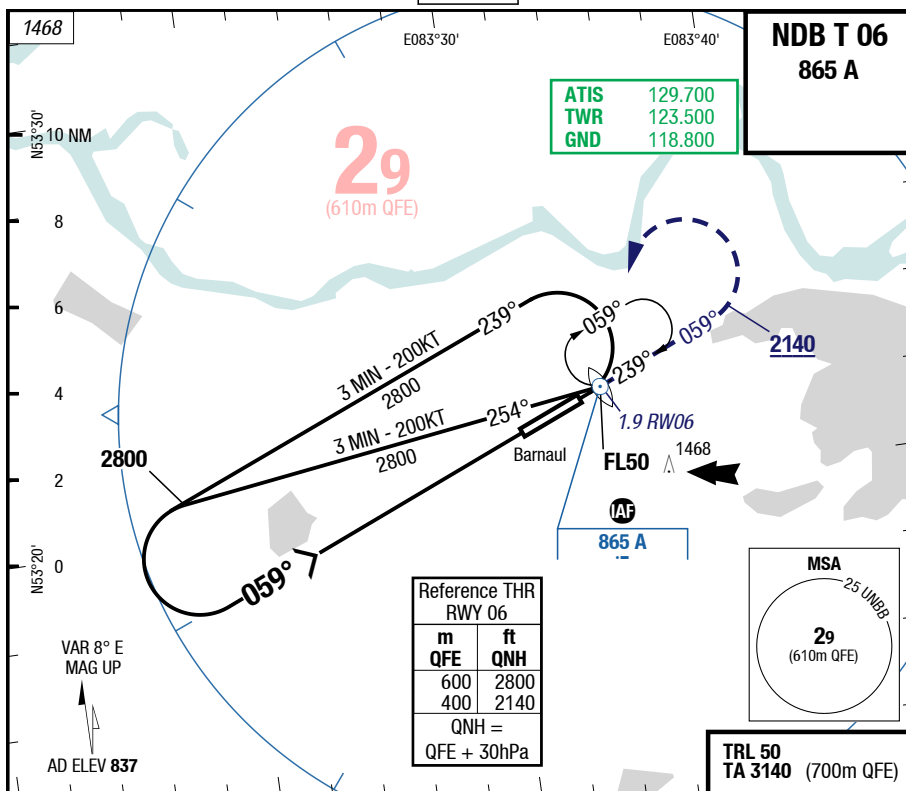 1468
E083°30'
E083°40'
NDB T 06
865 A
ATIS 129.700
TWR 123.500
GND 118.800
N53°30'
10 NM
29
(610m QFE)
8
6
4
2
0
N53°20'
239°
059°
059°
2140
3 MIN - 200KT
2800
239°
254°
3 MIN - 200KT
2800
1.9 RW06
Barnaul
FL50
1468
2800
IAF
865 A
059°
Reference THR
RWY 06
m ft
QFE QNH
600 2800
400 2140
QNH =
QFE + 30hPa
MSA
25 UNBB
29
(610m QFE)
VAR 8° E
MAG UP
AD ELEV 837
TRL 50
TA 3140 (700m QFE)